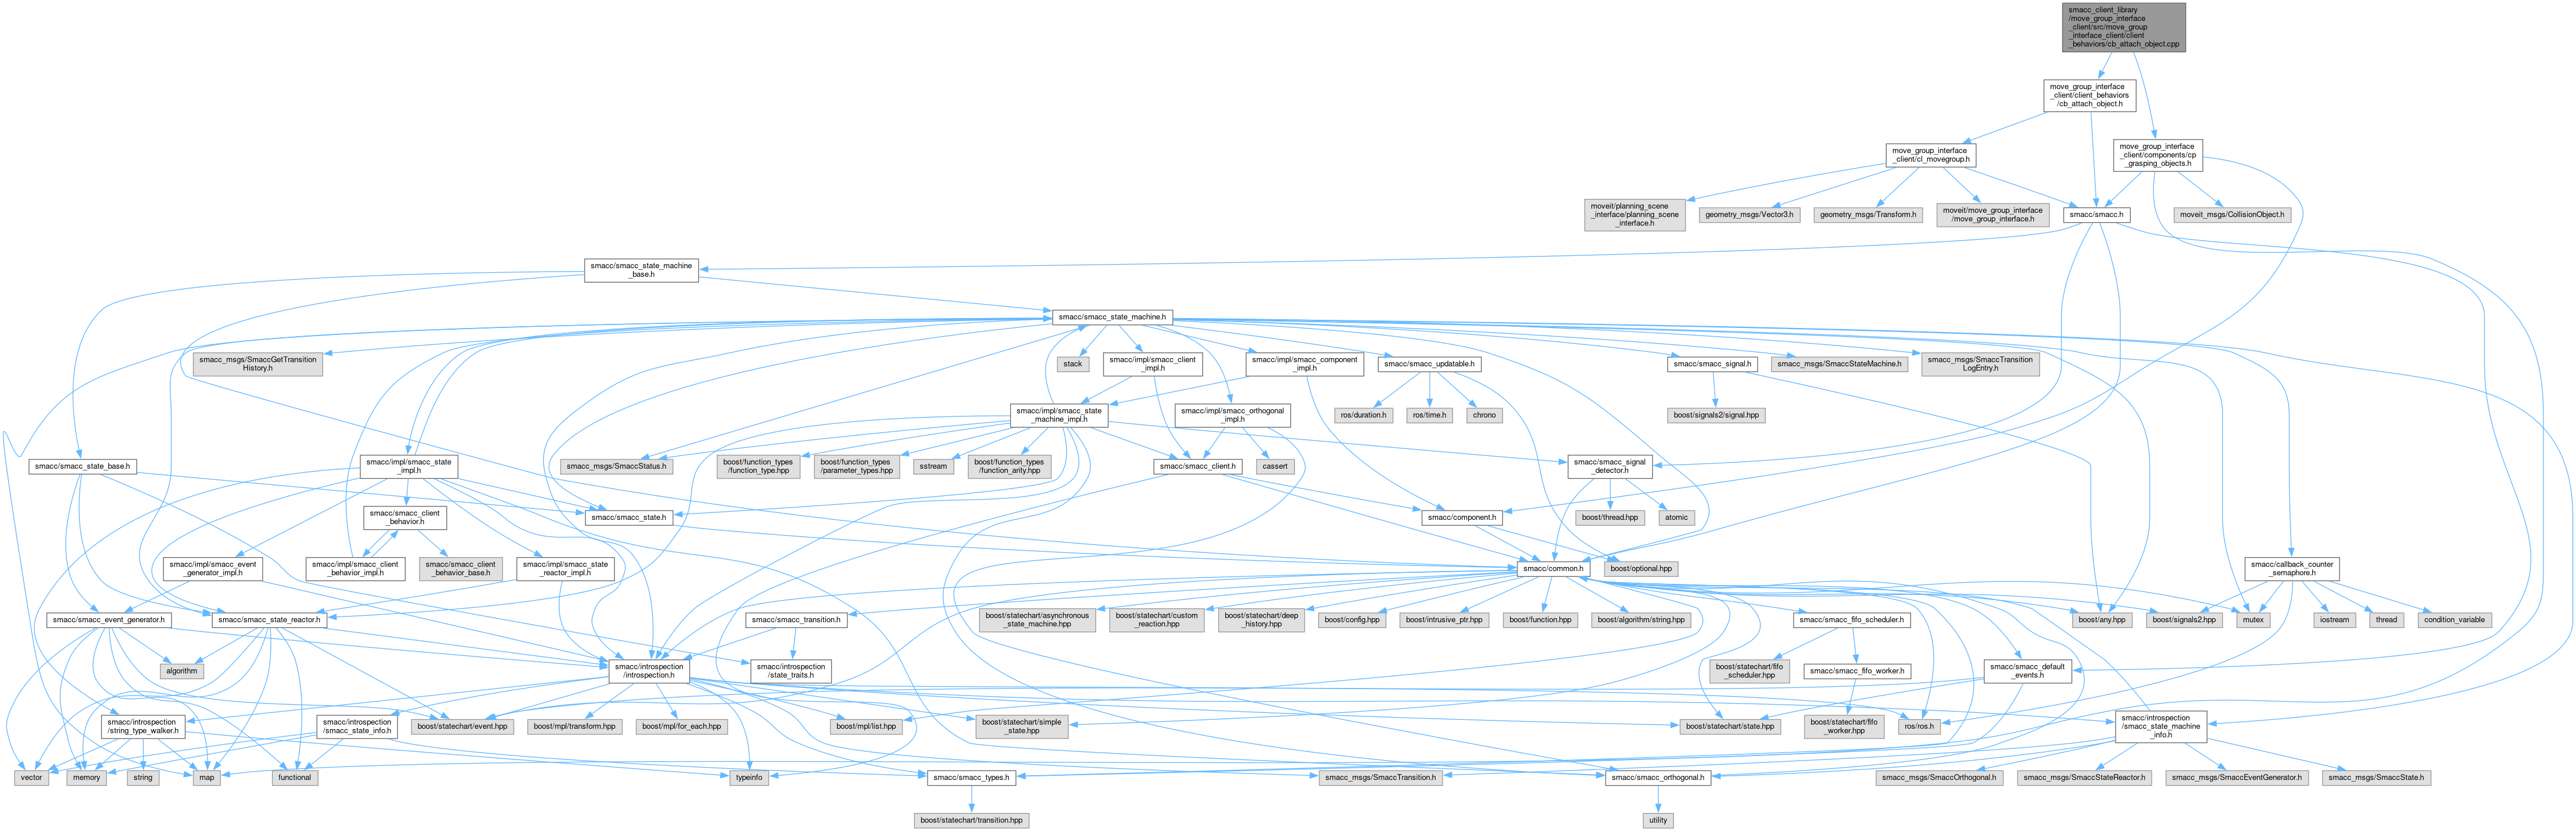 smacc_client_library
/move_group_interface
_client/src/move_group
_interface_client/client
_behaviors/cb_attach_object.cpp
move_group_interface
_client/client_behaviors
/cb_attach_object.h
move_group_interface
_client/cl_movegroup.h
move_group_interface
_client/components/cp
_grasping_objects.h
moveit/planning_scene
_interface/planning_scene
_interface.h
geometry_msgs/Vector3.h
geometry_msgs/Transform.h
moveit/move_group_interface
/move_group_interface.h
smacc/smacc.h
moveit_msgs/CollisionObject.h
smacc/smacc_state_machine
_base.h
smacc/smacc_state_machine.h
smacc_msgs/SmaccGetTransition
History.h
stack
smacc/impl/smacc_client
_impl.h
smacc/impl/smacc_component
_impl.h
smacc/smacc_updatable.h
smacc/smacc_signal.h
smacc_msgs/SmaccStateMachine.h
smacc_msgs/SmaccTransition
LogEntry.h
smacc/impl/smacc_state
_machine_impl.h
smacc/impl/smacc_orthogonal
_impl.h
ros/duration.h
ros/time.h
chrono
boost/signals2/signal.hpp
smacc/smacc_state_base.h
smacc/impl/smacc_state
_impl.h
smacc_msgs/SmaccStatus.h
boost/function_types
/function_type.hpp
boost/function_types
/parameter_types.hpp
sstream
boost/function_types
/function_arity.hpp
smacc/smacc_client.h
cassert
smacc/smacc_signal
_detector.h
smacc/smacc_client
_behavior.h
smacc/smacc_state.h
smacc/component.h
boost/thread.hpp
atomic
smacc/impl/smacc_event
_generator_impl.h
smacc/impl/smacc_client
_behavior_impl.h
smacc/smacc_client
_behavior_base.h
smacc/impl/smacc_state
_reactor_impl.h
smacc/common.h
boost/optional.hpp
smacc/callback_counter
_semaphore.h
smacc/smacc_event_generator.h
smacc/smacc_state_reactor.h
smacc/smacc_transition.h
boost/statechart/asynchronous
_state_machine.hpp
boost/statechart/custom
_reaction.hpp
boost/statechart/deep
_history.hpp
boost/config.hpp
boost/intrusive_ptr.hpp
boost/function.hpp
boost/algorithm/string.hpp
smacc/smacc_fifo_scheduler.h
boost/any.hpp
boost/signals2.hpp
mutex
iostream
thread
condition_variable
algorithm
smacc/introspection
/introspection.h
smacc/introspection
/state_traits.h
boost/statechart/fifo
_scheduler.hpp
smacc/smacc_fifo_worker.h
smacc/smacc_default
_events.h
smacc/introspection
/string_type_walker.h
smacc/introspection
/smacc_state_info.h
boost/statechart/event.hpp
boost/mpl/transform.hpp
boost/mpl/for_each.hpp
boost/mpl/list.hpp
boost/statechart/simple
_state.hpp
boost/statechart/state.hpp
boost/statechart/fifo
_worker.hpp
ros/ros.h
smacc/introspection
/smacc_state_machine
_info.h
vector
memory
string
map
functional
typeinfo
smacc/smacc_types.h
smacc_msgs/SmaccTransition.h
smacc/smacc_orthogonal.h
smacc_msgs/SmaccOrthogonal.h
smacc_msgs/SmaccStateReactor.h
smacc_msgs/SmaccEventGenerator.h
smacc_msgs/SmaccState.h
boost/statechart/transition.hpp
utility